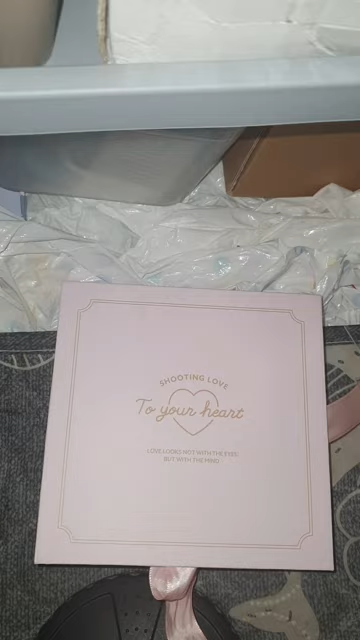 SHOOTING LOVE
To your heart
LOVE LOOKS NOT WITH THE EYES,
BUT WITH THE MIND